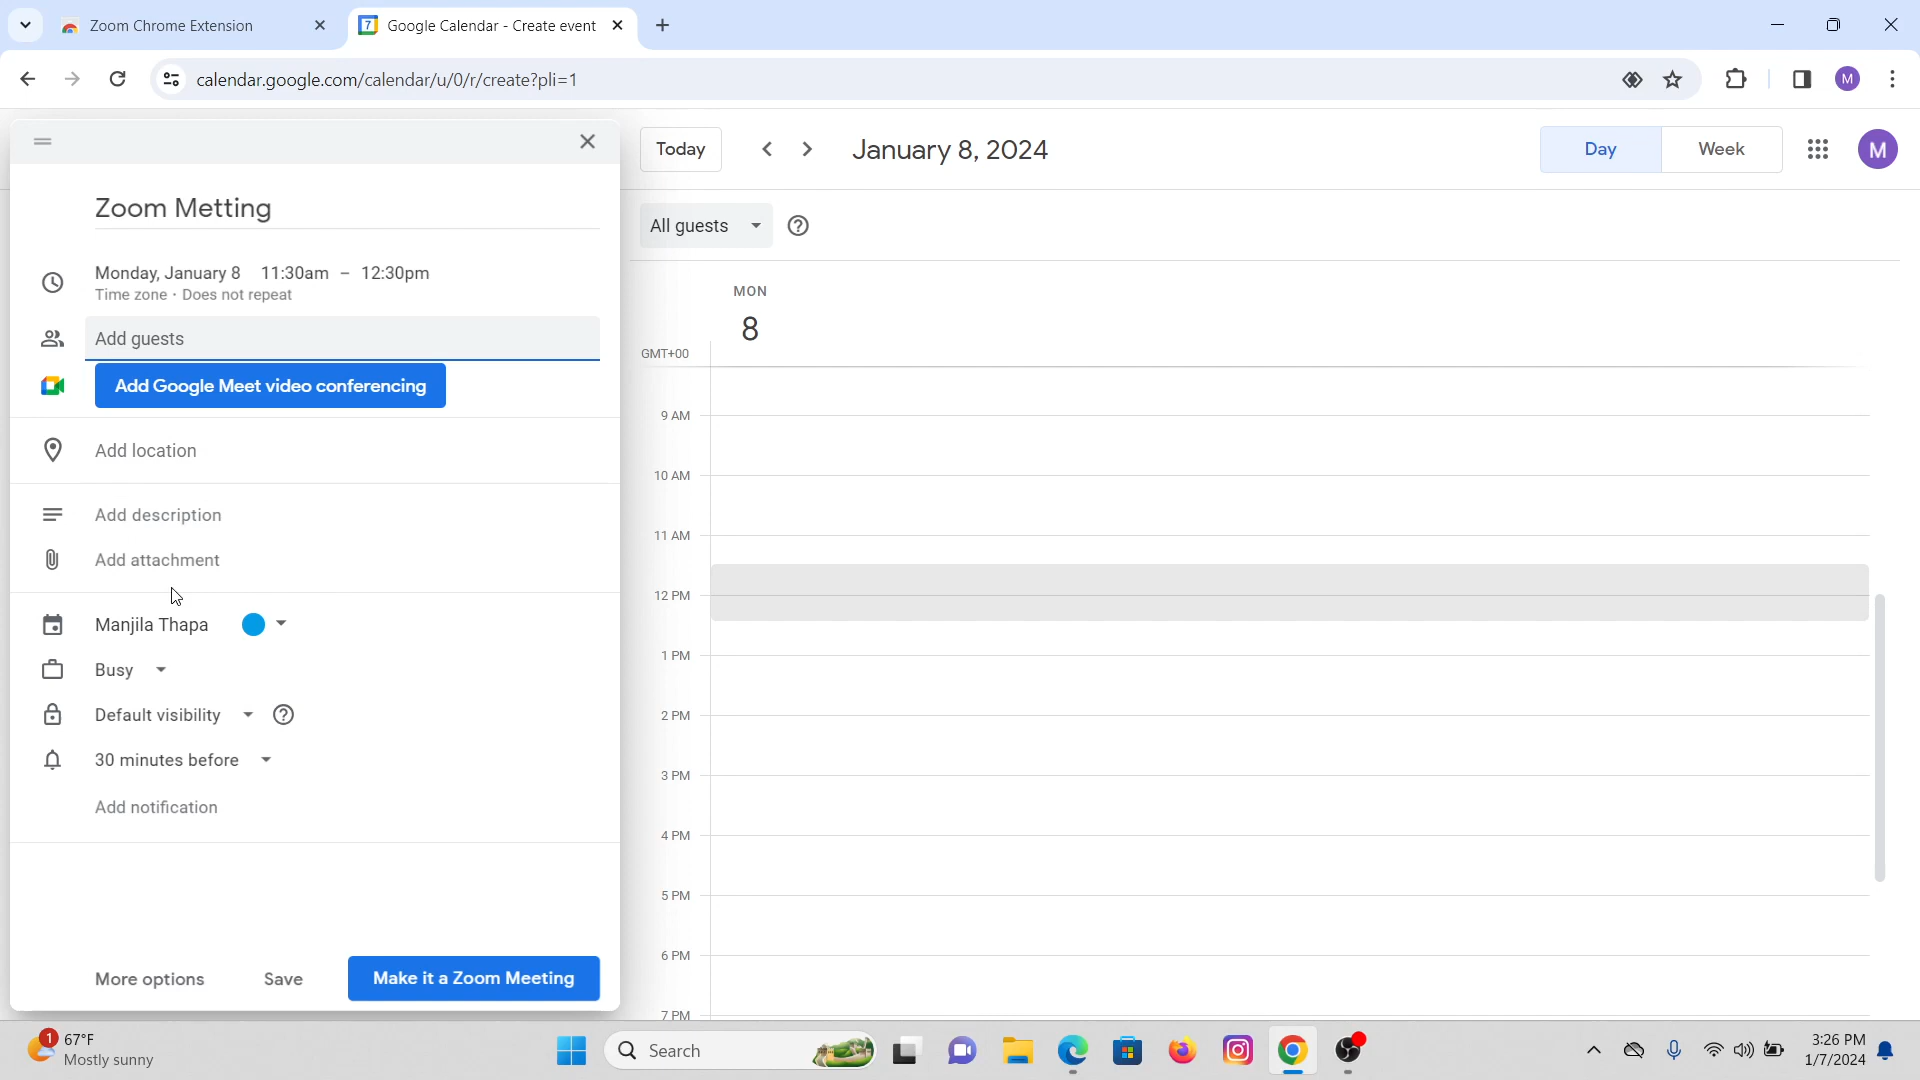 Zoom Chrome Extension
Google Calendar - Create event
calendar.google.com/calendar/u/0/r/create?pli=1
M
Today
January 8, 2024
Day
Week
M
Zoom Metting
All guests
Monday, January 8 11:30am – 12:30pm
Time zone · Does not repeat
Add guests
Add Google Meet video conferencing
Add location
Add description
Add attachment
Manjila Thapa
Busy
Default visibility
30 minutes before
Add notification
More options
Save
Make it a Zoom Meeting
MON
8
GMT+00
9 AM
10 AM
11 AM
12 PM
1 PM
2 PM
3 PM
4 PM
5 PM
6 PM
7 PM
1
67°F
Mostly sunny
Search
3:26 PM
1/7/2024